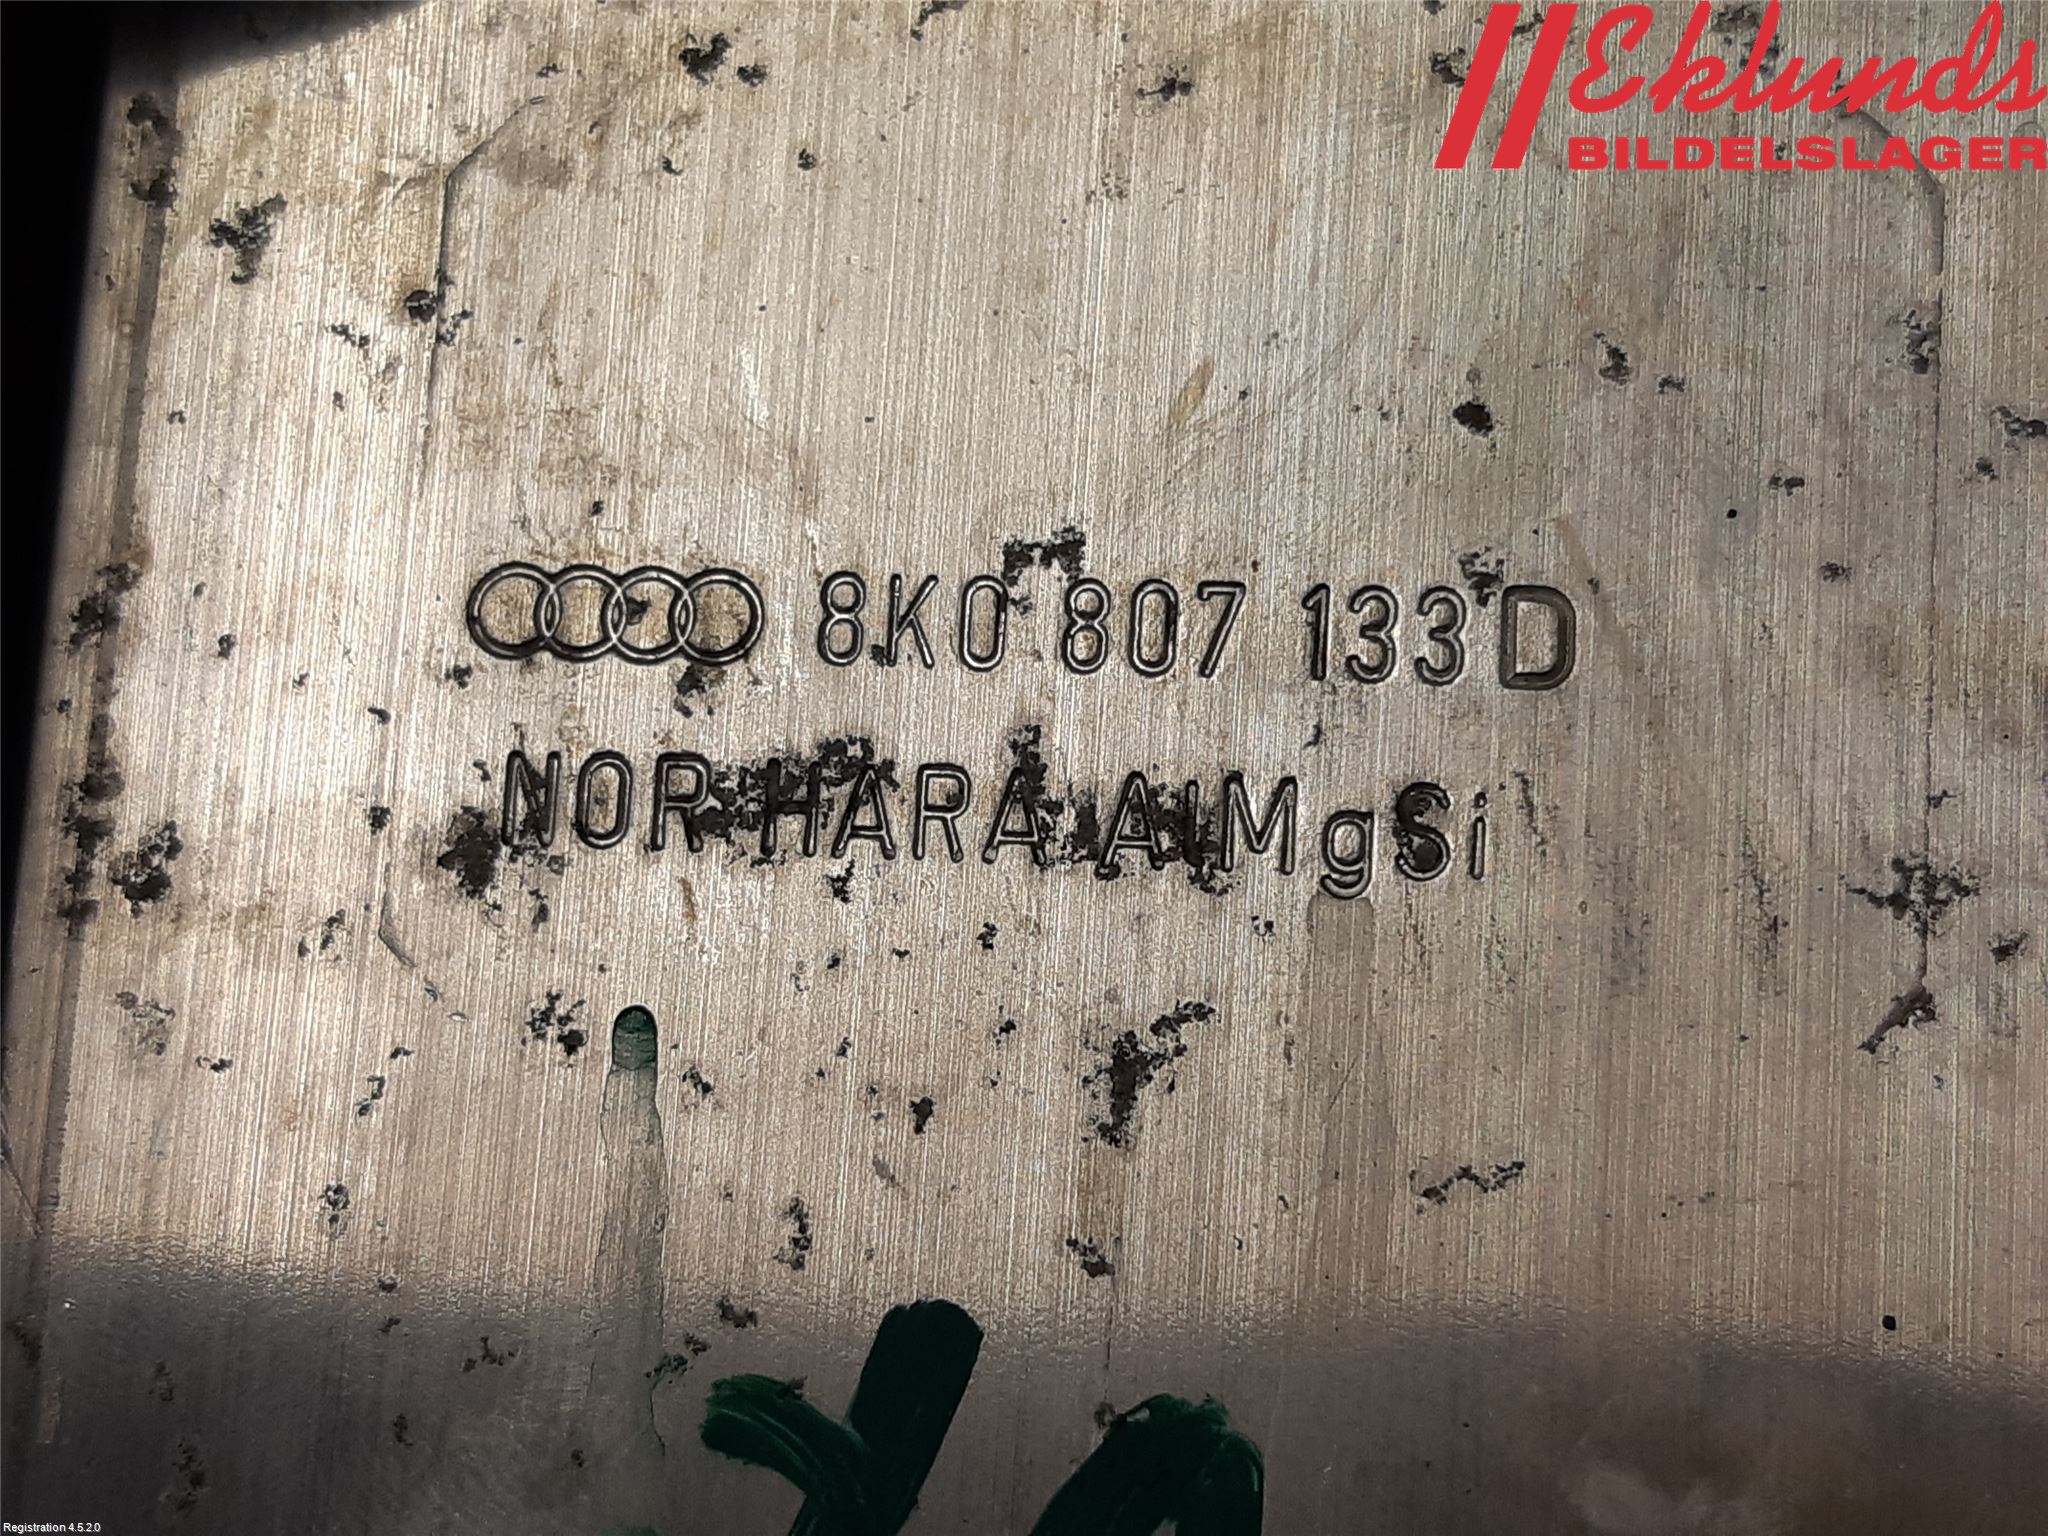 Eklunds
BILDELSLAGER
8K0 807 133 D
NOR HARA AlMgSi
Registration 4.5.2.0